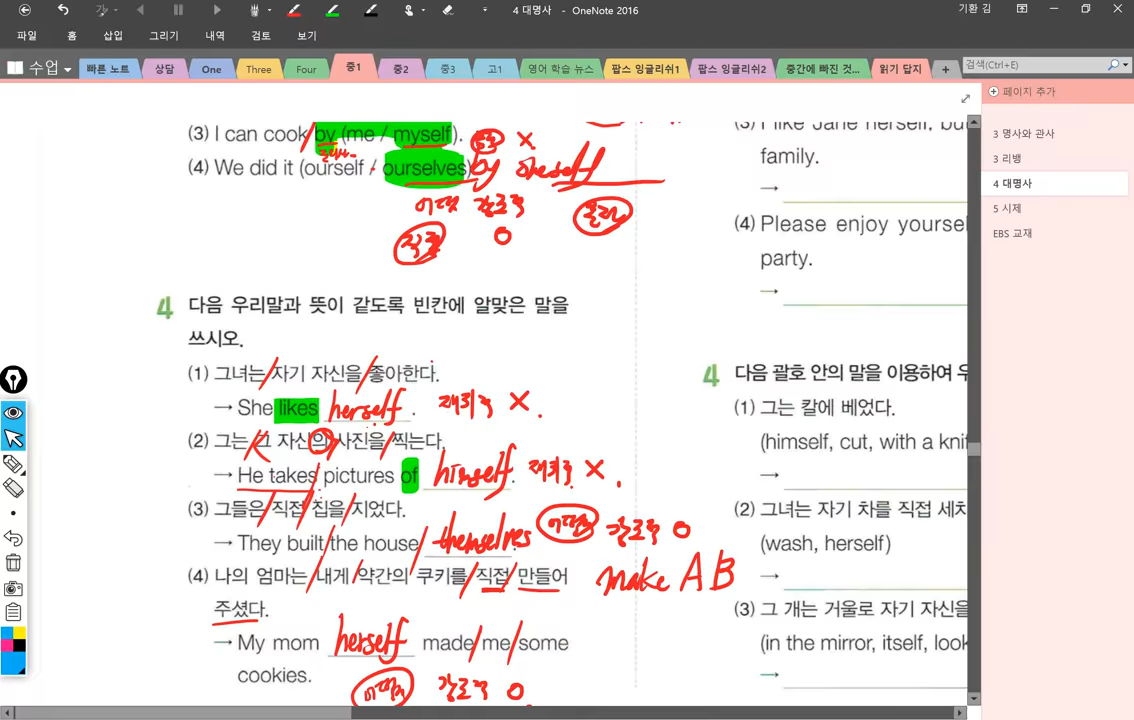 4 대명사 - OneNote 2016
기환 김
파일 홈 삽입 그리기 내역 검토 보기
수업 빠른 노트 상담 One Three Four 중1 중2 중3 고1 영어 학습 뉴스 팝스 잉글리쉬1 팝스 잉글리쉬2 중간에 빠진 것... 읽기 답지 +
검색(Ctrl+E)
페이지 추가
3 명사와 관사
3 리뱅
4 대명사
5 시제
EBS 교재
(3) I can cook by (me / myself).
(4) We did it (ourself / ourselves)
by
4 다음 우리말과 뜻이 같도록 빈칸에 알맞은 말을
쓰시오.
(1) 그녀는 자기 자신을 좋아한다.
→ She likes herself . 재귀적 X.
(2) 그는 그 자신의 사진을 찍는다.
→ He takes pictures of himself. 재귀적 X.
(3) 그들은 직접 집을 지었다.
→ They built the house themselves. 강조적 O
(4) 나의 엄마는 내게 약간의 쿠키를 직접 만들어
주셨다.
make A B
→ My mom herself made me some
cookies.
강조적 O.
(3) I like Jane herself, but
family.
→
(4) Please enjoy yoursel
party.
→
4 다음 괄호 안의 말을 이용하여 우
(1) 그는 칼에 베었다.
(himself, cut, with a knif
→
(2) 그녀는 자기 차를 직접 세차
(wash, herself)
→
(3) 그 개는 거울로 자기 자신을
(in the mirror, itself, look
→